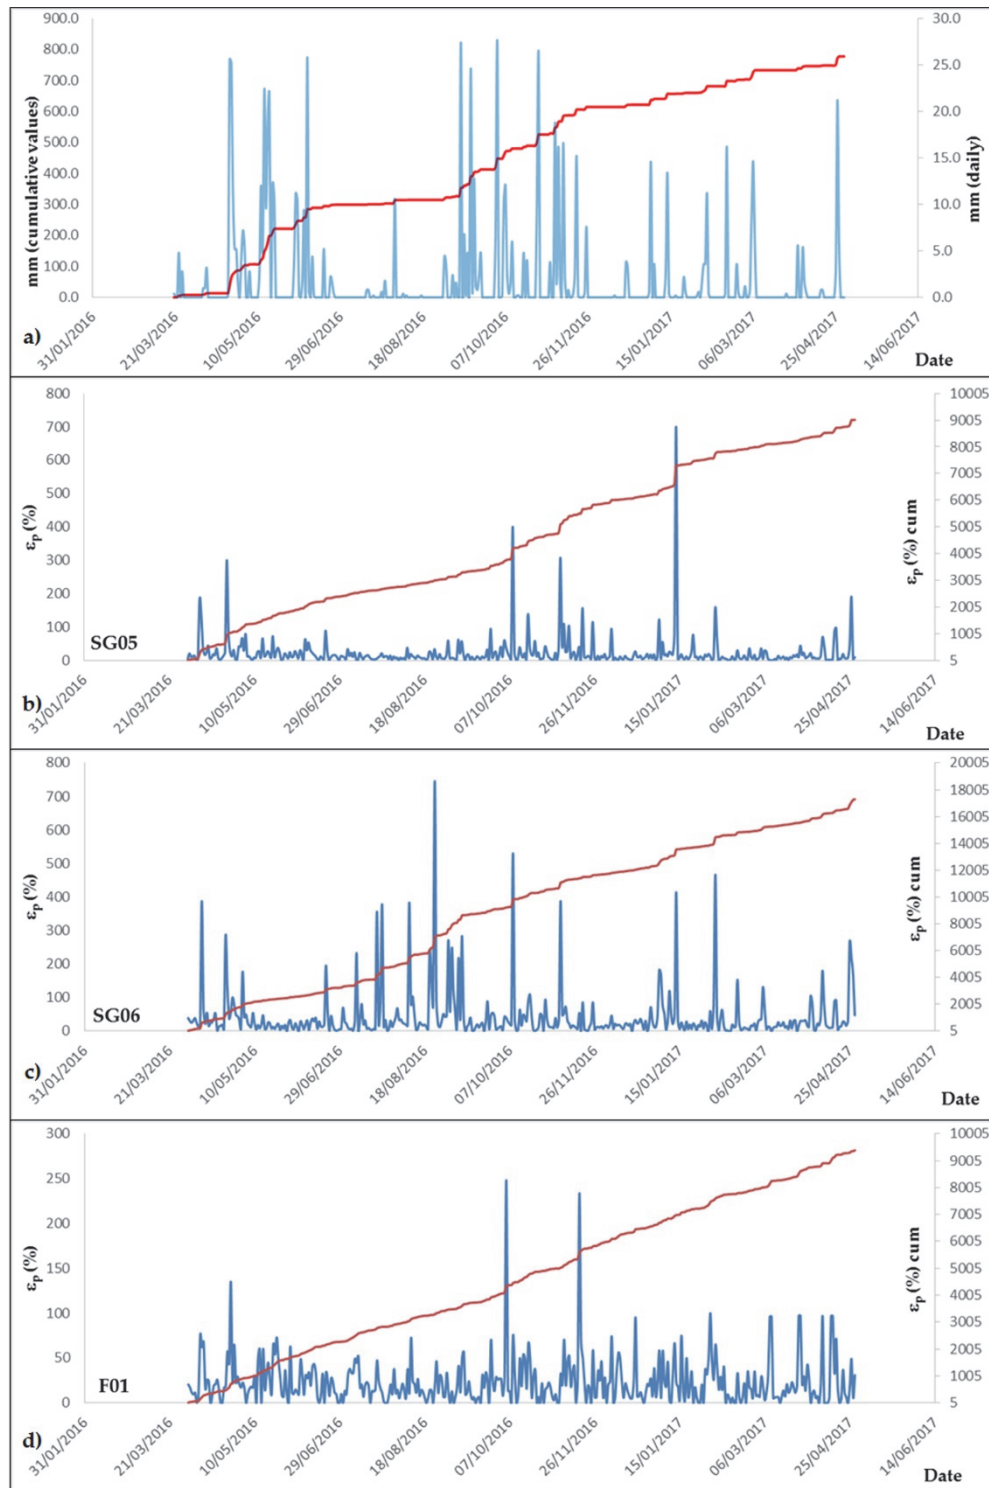 900.0 30.0
800.0 25.0
700.0
600.0 20.0
500.0 15.0
400.0
300.0 10.0
200.0 5.0
100.0
0.0 0.0
mm (cumulative values)
mm (daily)
31/01/2016 21/03/2016 10/05/2016 29/06/2016 18/08/2016 07/10/2016 26/11/2016 15/01/2017 06/03/2017 25/04/2017 14/06/2017
a)
Date
800 10005
700 9005
600 8005
500 7005
400 6005
300 5005
200 4005
100 3005
0 2005
1005
5
εp (%)
εp (%) cum
SG05
31/01/2016 21/03/2016 10/05/2016 29/06/2016 18/08/2016 07/10/2016 26/11/2016 15/01/2017 06/03/2017 25/04/2017 14/06/2017
b)
Date
800 20005
700 18005
600 16005
500 14005
400 12005
300 10005
200 8005
100 6005
0 4005
2005
5
εp (%)
εp (%) cum
SG06
31/01/2016 21/03/2016 10/05/2016 29/06/2016 18/08/2016 07/10/2016 26/11/2016 15/01/2017 06/03/2017 25/04/2017 14/06/2017
c)
Date
300 10005
250 9005
200 8005
150 7005
100 6005
50 5005
0 4005
3005
2005
1005
5
εp (%)
εp (%) cum
F01
31/01/2016 21/03/2016 10/05/2016 29/06/2016 18/08/2016 07/10/2016 26/11/2016 15/01/2017 06/03/2017 25/04/2017 14/06/2017
d)
Date